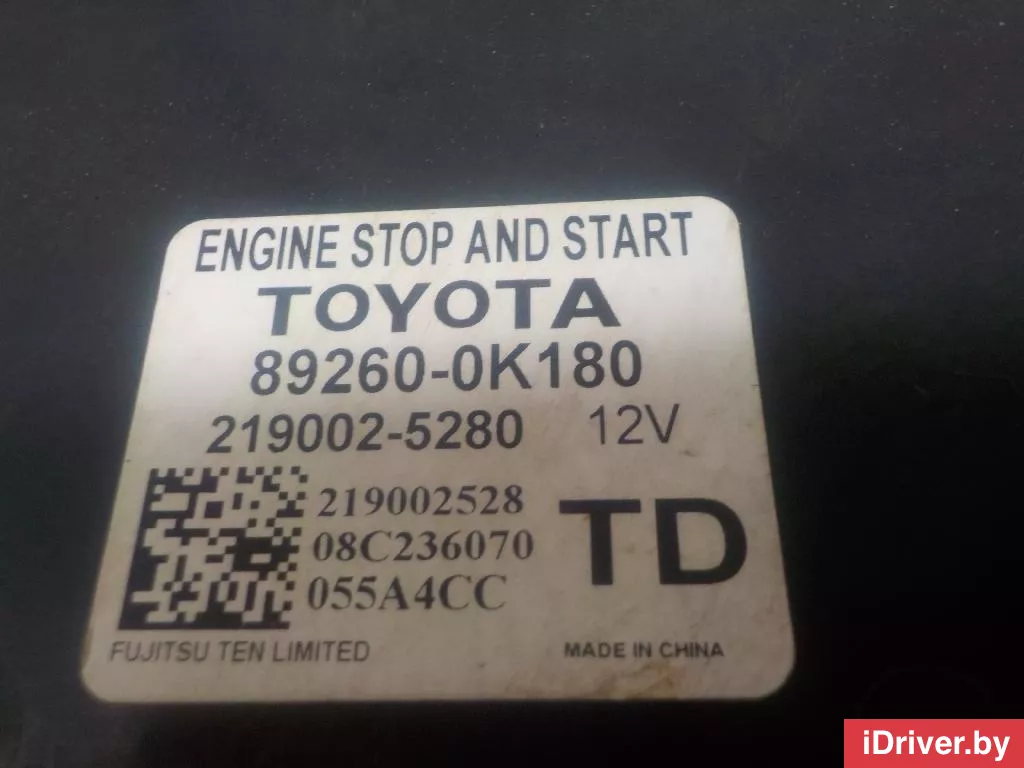 ENGINE STOP AND START
TOYOTA
89260-0K180
219002-5280 12V
219002528
08C236070
055A4CC
TD
FUJITSU TEN LIMITED
MADE IN CHINA
iDriver.by